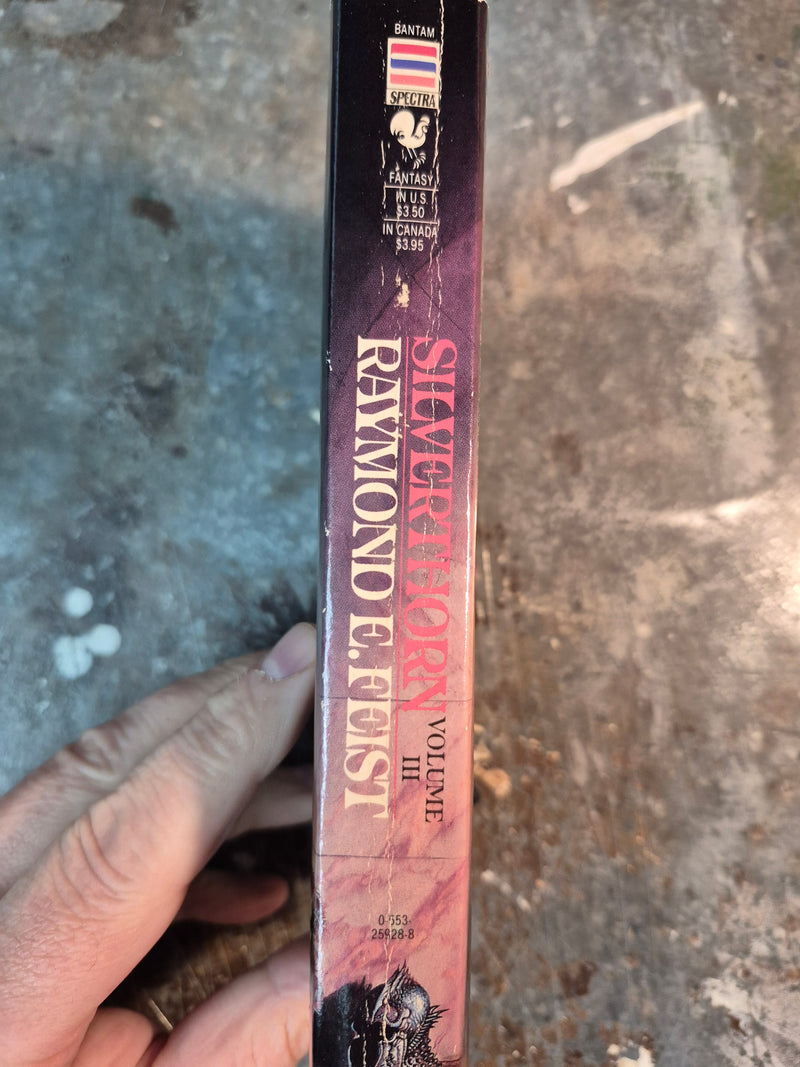 BANTAM
SPECTRA
FANTASY
IN U.S.
$3.50
IN CANADA
$3.95
SILVERTHORN
VOLUME
III
RAYMOND E. FEIST
0-553-
25928-8